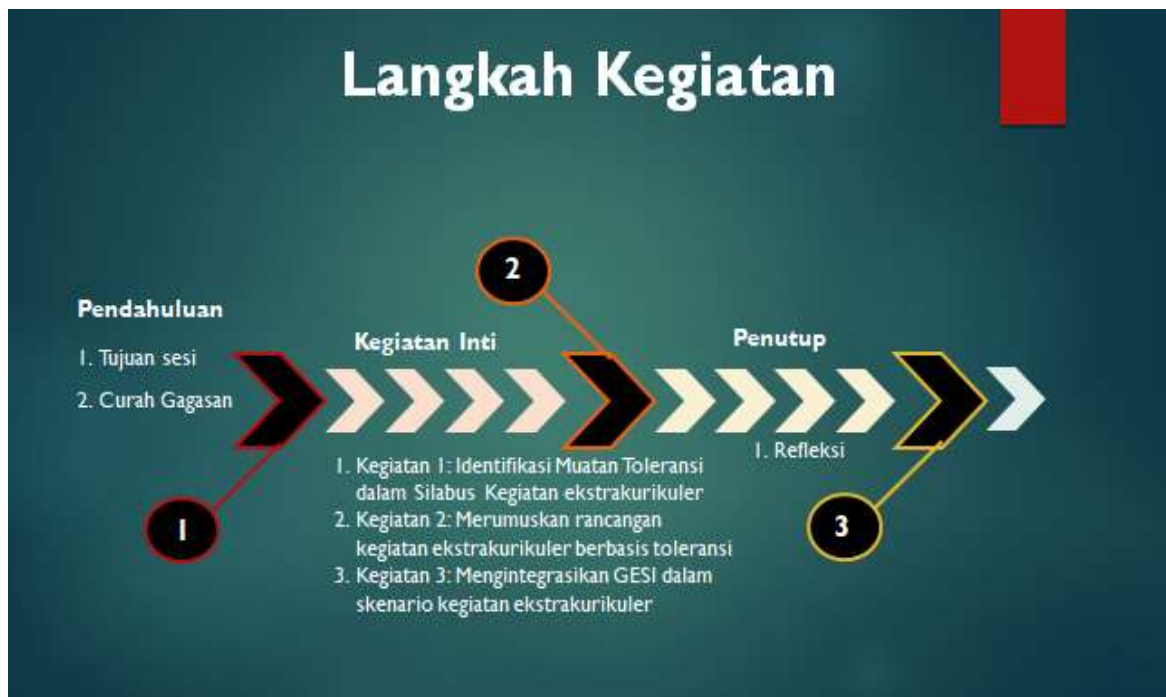 Langkah Kegiatan
Pendahuluan
1. Tujuan sesi
2. Curah Gagasan
1
Kegiatan Inti
1. Kegiatan 1: Identifikasi Muatan Toleransi
dalam Silabus Kegiatan ekstrakurikuler
2. Kegiatan 2: Merumuskan rancangan
kegiatan ekstrakurikuler berbasis toleransi
3. Kegiatan 3: Mengintegrasikan GESI dalam
skenario kegiatan ekstrakurikuler
2
Penutup
1. Refleksi
3